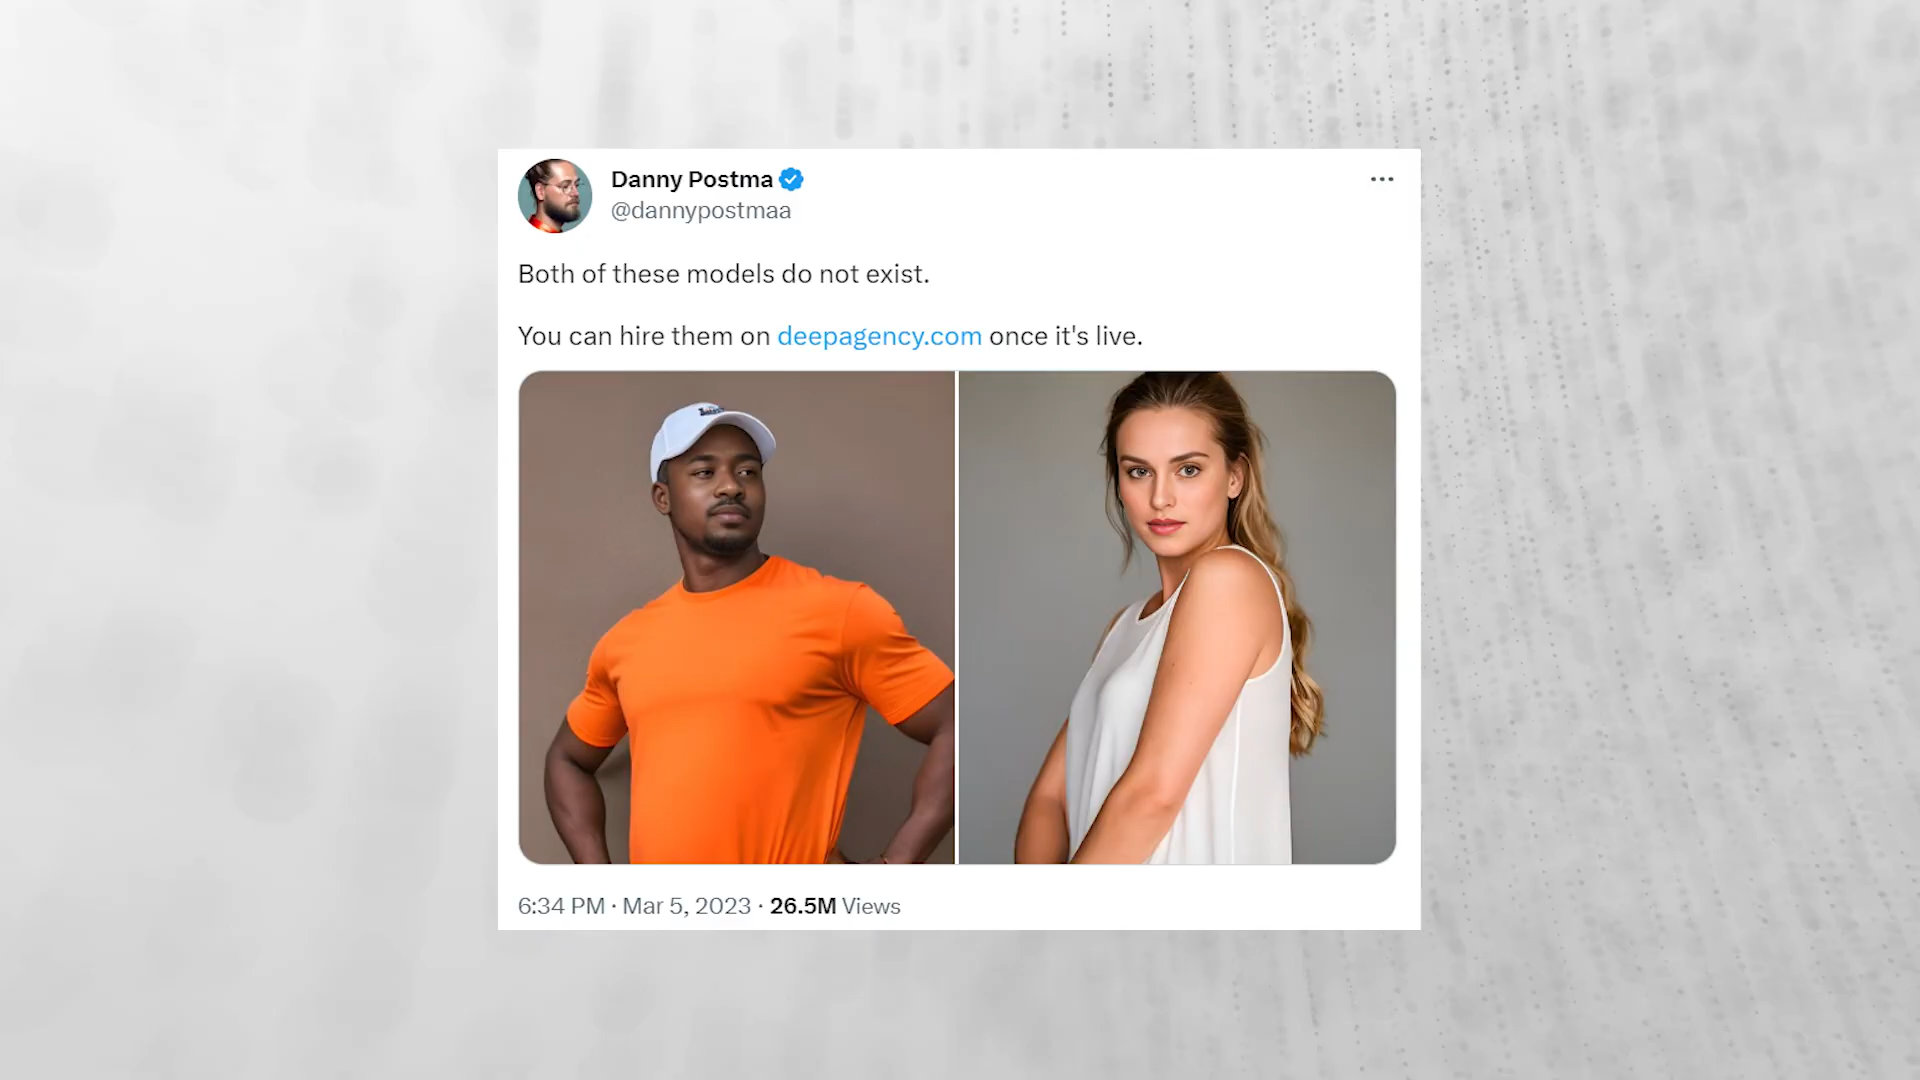 Danny Postma
@dannypostmaa
Both of these models do not exist.
You can hire them on deepagency.com once it's live.
6:34 PM · Mar 5, 2023 · 26.5M Views